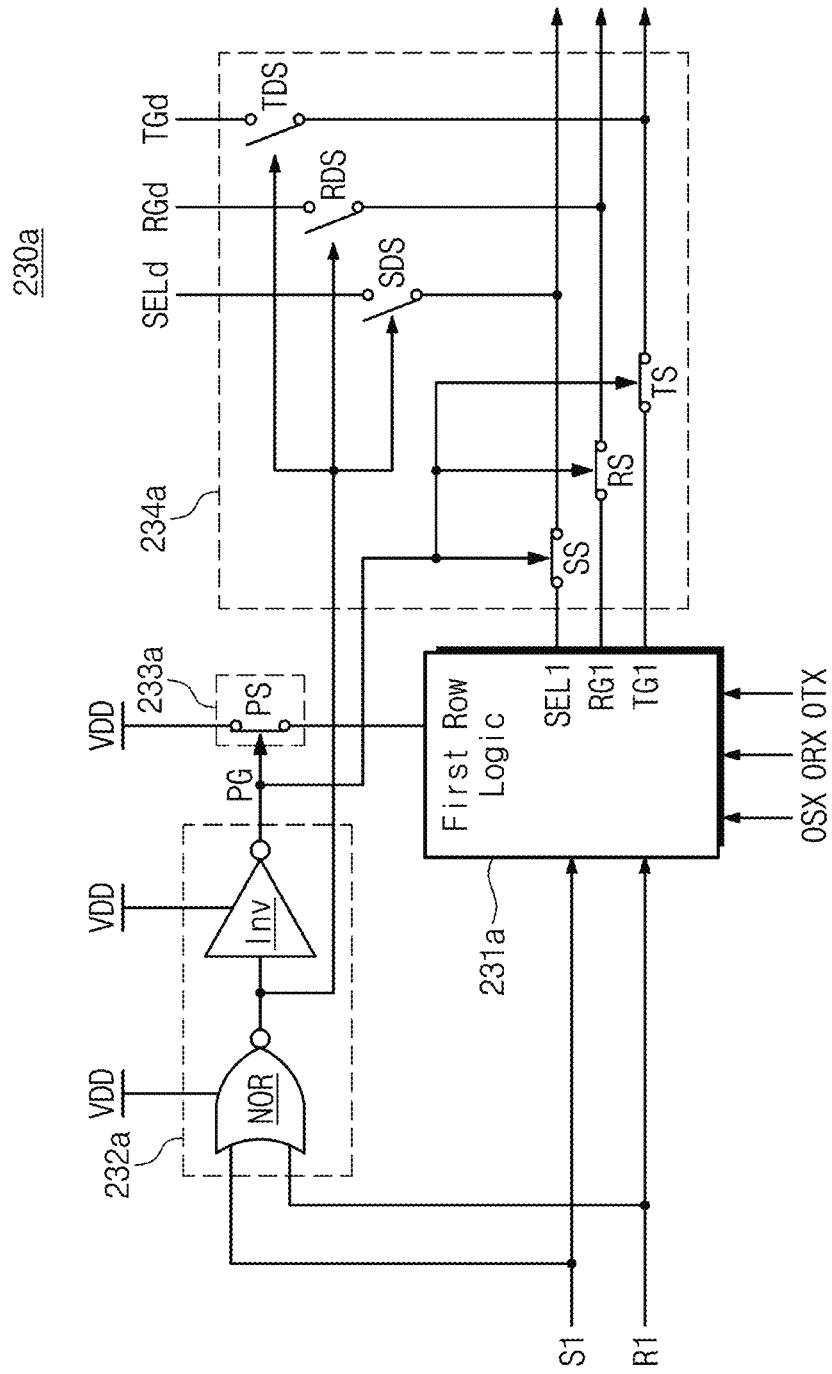 230a
SELd
RGd
TGd
VDD
VDD
VDD
232a
233a
234a
NOR
Inv
PG
PS
SDS
RDS
TDS
SS
RS
TS
S1
R1
231a
First Row
Logic
SEL1
RG1
TG1
OSX ORX OTX